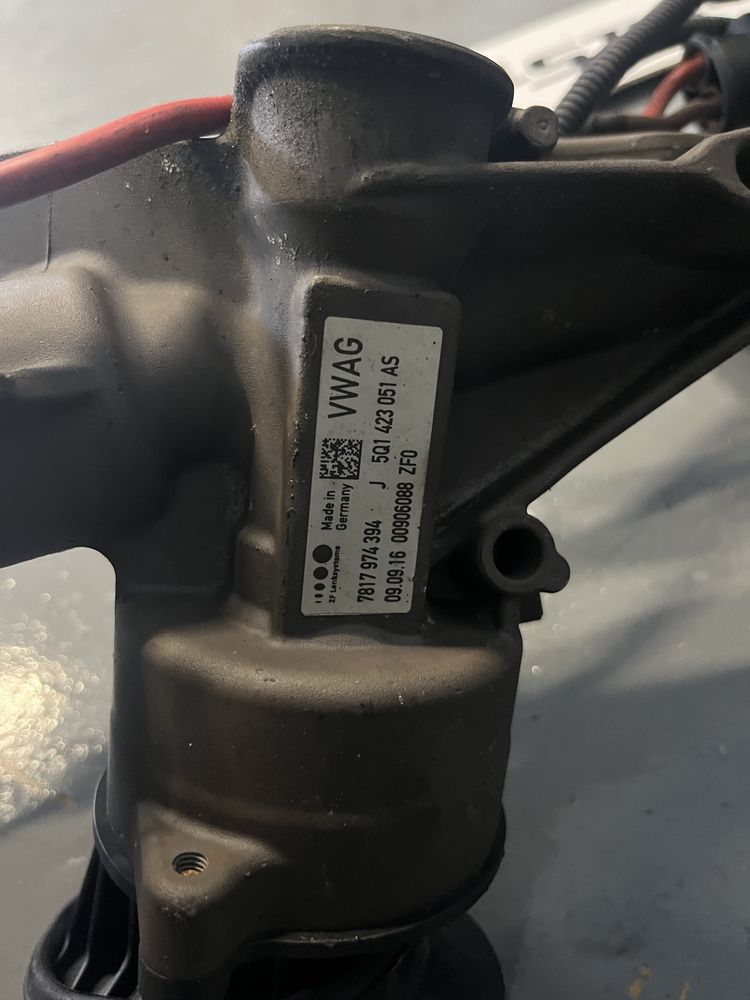 VWAG
Made in
Germany
ZF Lenksysteme
J 5Q1 423 051 AS
7817 974 394
09.09.16 00906088 ZF0